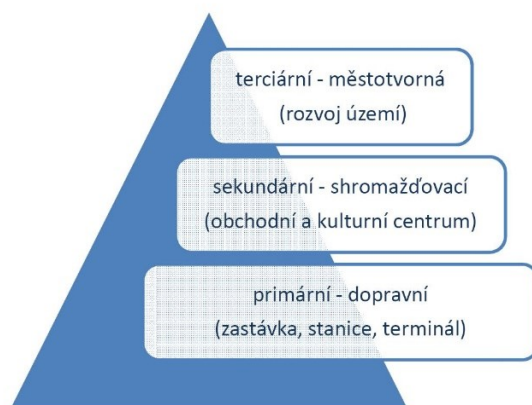 terciární - městotvorná
(rozvoj území)
sekundární - shromažďovací
(obchodní a kulturní centrum)
primární - dopravní
(zastávka, stanice, terminál)